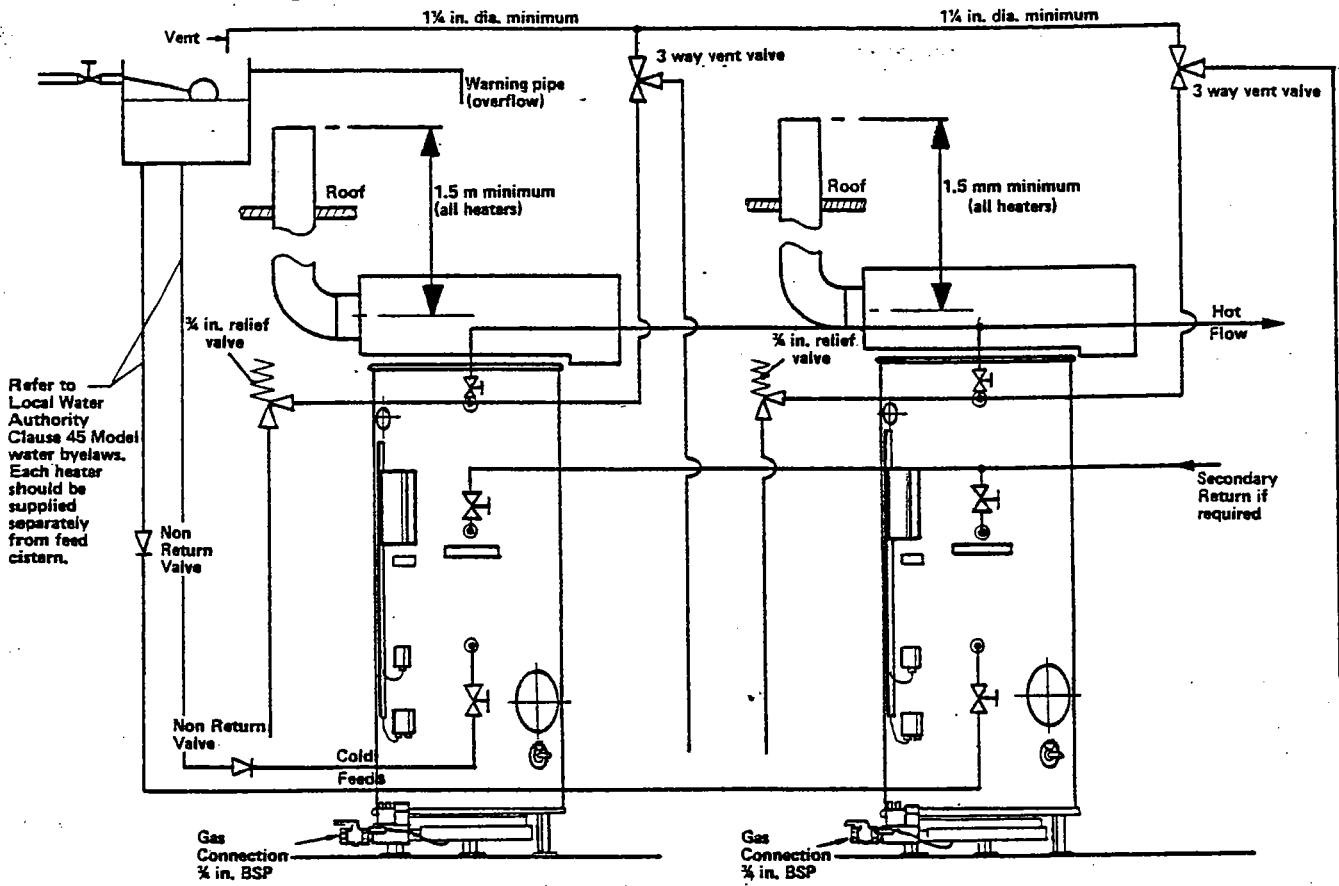 1¼ in. dia. minimum
1¼ in. dia. minimum
Vent
3 way vent valve
3 way vent valve
Warning pipe
(overflow)
Roof
1.5 m minimum
(all heaters)
Roof
1.5 mm minimum
(all heaters)
Hot
Flow
¾ in. relief
valve
¾ in. relief
valve
Refer to
Local Water
Authority
Clause 45 Model
water byelaws.
Each heater
should be
supplied
separately
from feed
cistern.
Non
Return
Valve
Secondary
Return if
required
Non Return
Valve
Cold
Feeds
Gas
Connection
¾ in. BSP
Gas
Connection
¾ in. BSP